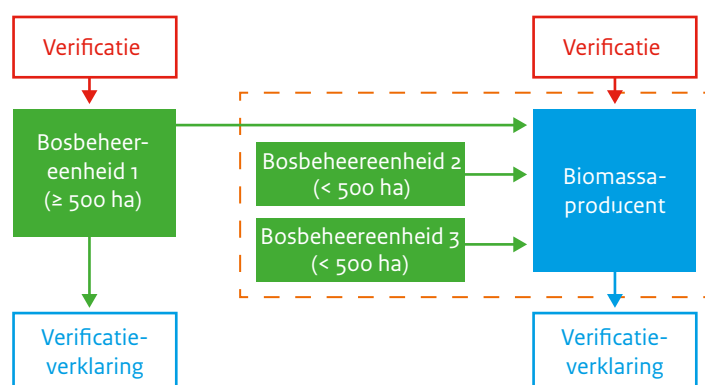 Verificatie
Verificatie
Bosbeheer-
eenheid 1
(≥ 500 ha)
Bosbeheereenheid 2
(< 500 ha)
Bosbeheereenheid 3
(< 500 ha)
Biomassa-
producent
Verificatie-
verklaring
Verificatie-
verklaring